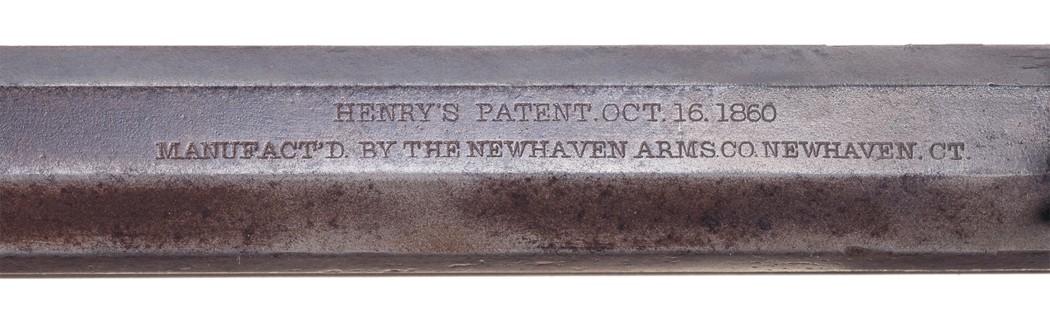 HENRY'S PATENT. OCT. 16. 1860
MANUFACT'D. BY THE NEWHAVEN ARMS. CO. NEWHAVEN. CT.